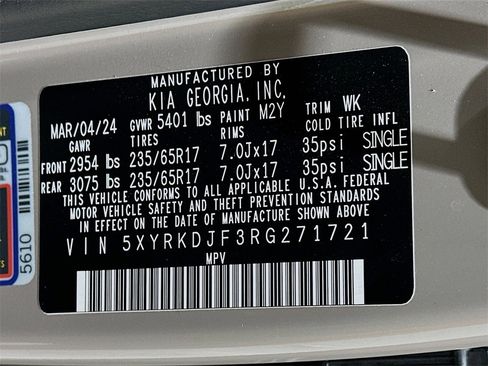 MANUFACTURED BY
KIA GEORGIA, INC.
MAR/04/24 GVWR 5401 lbs PAINT M2Y TRIM WK
GAWR TIRES RIMS COLD TIRE INFL
FRONT 2954 lbs 235/65R17 7.0Jx17 35psi SINGLE
REAR 3075 lbs 235/65R17 7.0Jx17 35psi SINGLE
THIS VEHICLE CONFORMS TO ALL APPLICABLE U.S.A. FEDERAL
MOTOR VEHICLE SAFETY AND THEFT PREVENTION STANDARDS
IN EFFECT ON THE DATE OF MANUFACTURE SHOWN ABOVE.
VIN 5XYRKDJF3RG271721
MPV
5610